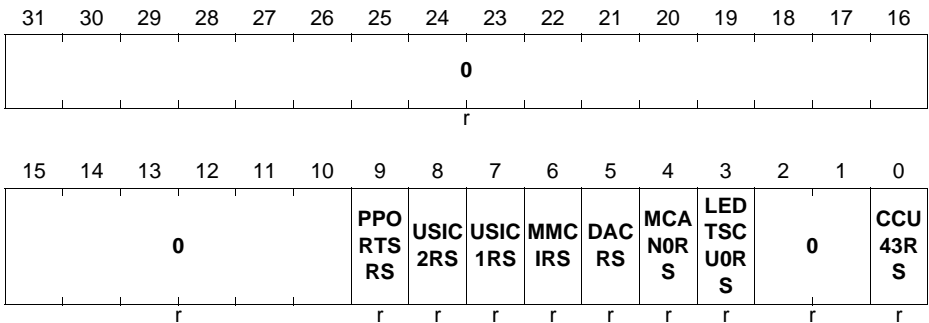 31 30 29 28 27 26 25 24 23 22 21 20 19 18 17 16
0
r
15 14 13 12 11 10 9 8 7 6 5 4 3 2 1 0
0 PPO RTS RS USIC 2RS USIC 1RS MMC IRS DAC RS MCA N0R S LED TSC U0R S 0 CCU 43R S
r r r r r r r r r r